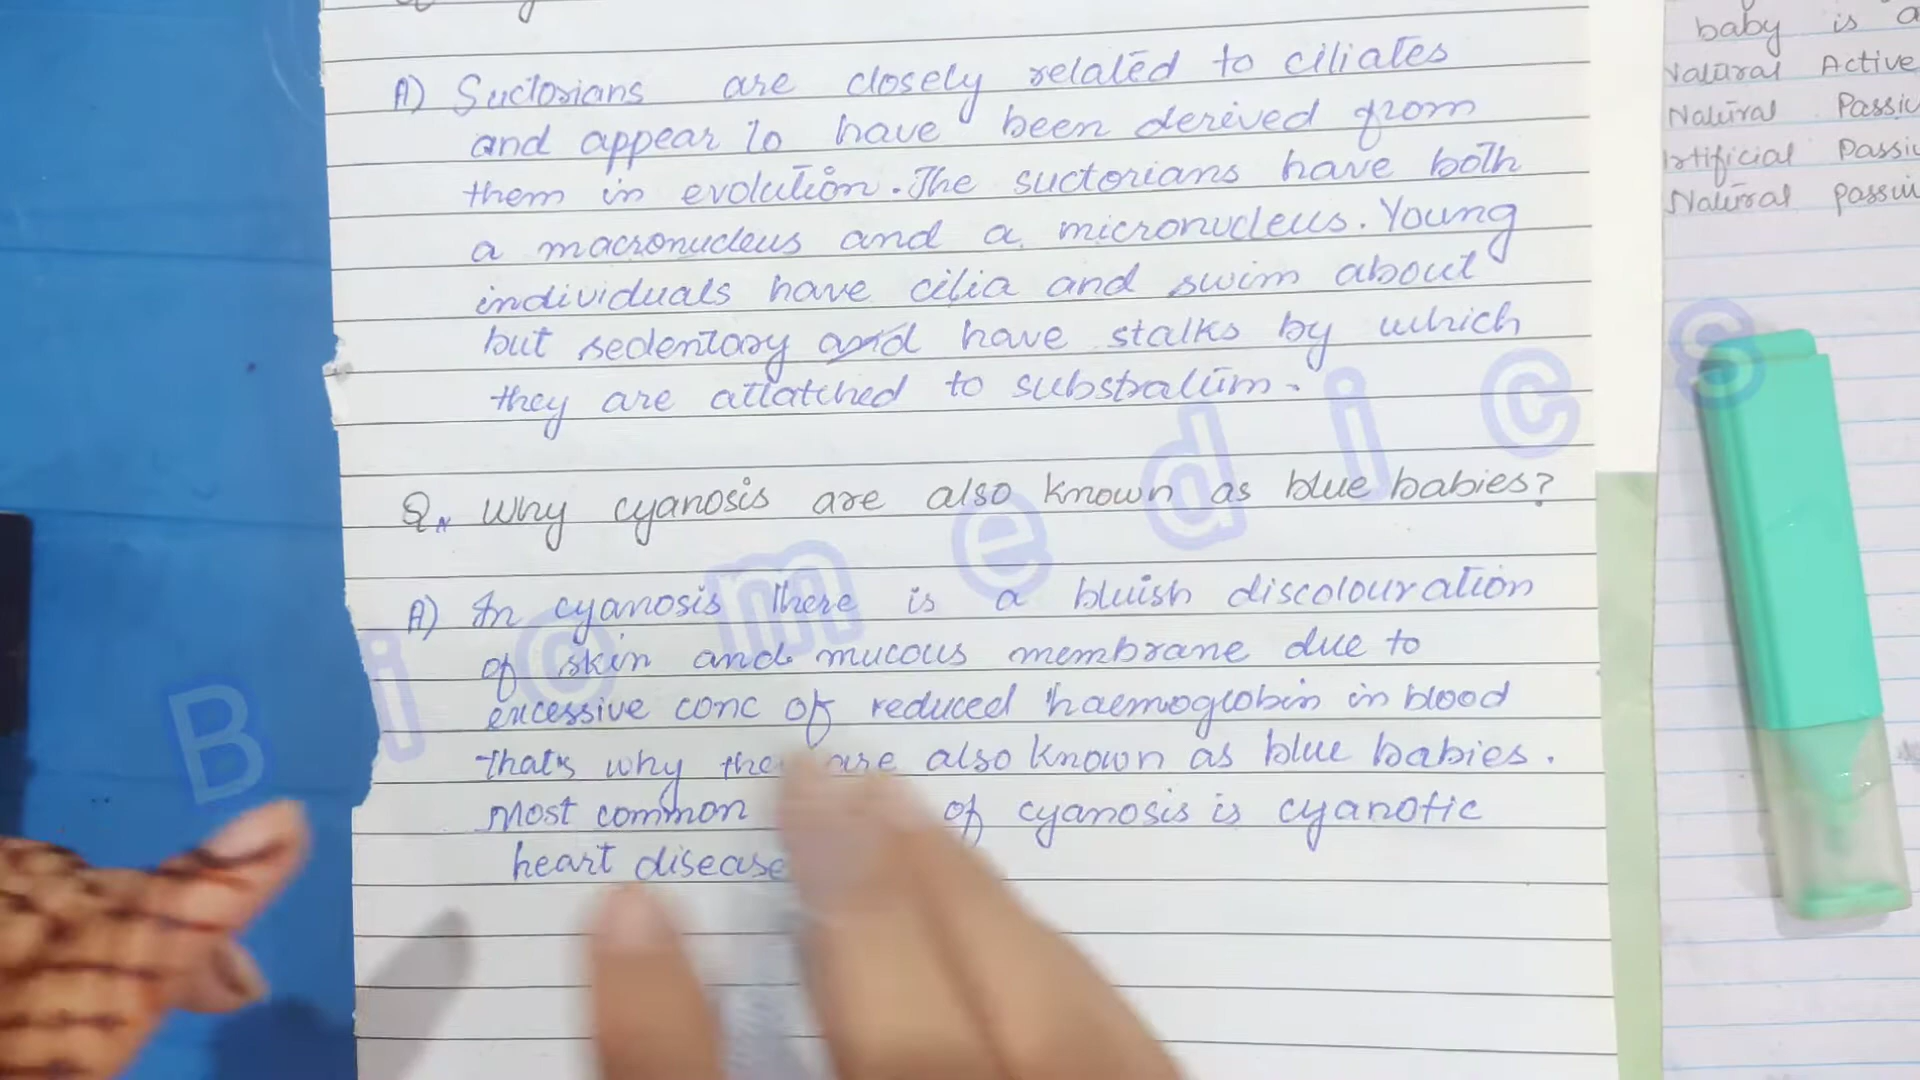 A) Suctorians are closely related to ciliates
and appear to have been derived from
them in evolution. The suctorians have both
a macronucleus and a micronucleus. Young
individuals have cilia and swim about
but sedentary and have stalks by which
they are attatched to substratum.
Q. Why cyanosis are also known as blue babies?
A) In cyanosis there is a bluish discolouration
of skin and mucous membrane due to
excessive conc of reduced haemoglobin in blood
that's why they are also known as blue babies.
Most common of cyanosis is cyanotic
heart disease
baby is a
Natural Active
Natural
Natural
Bicmedics